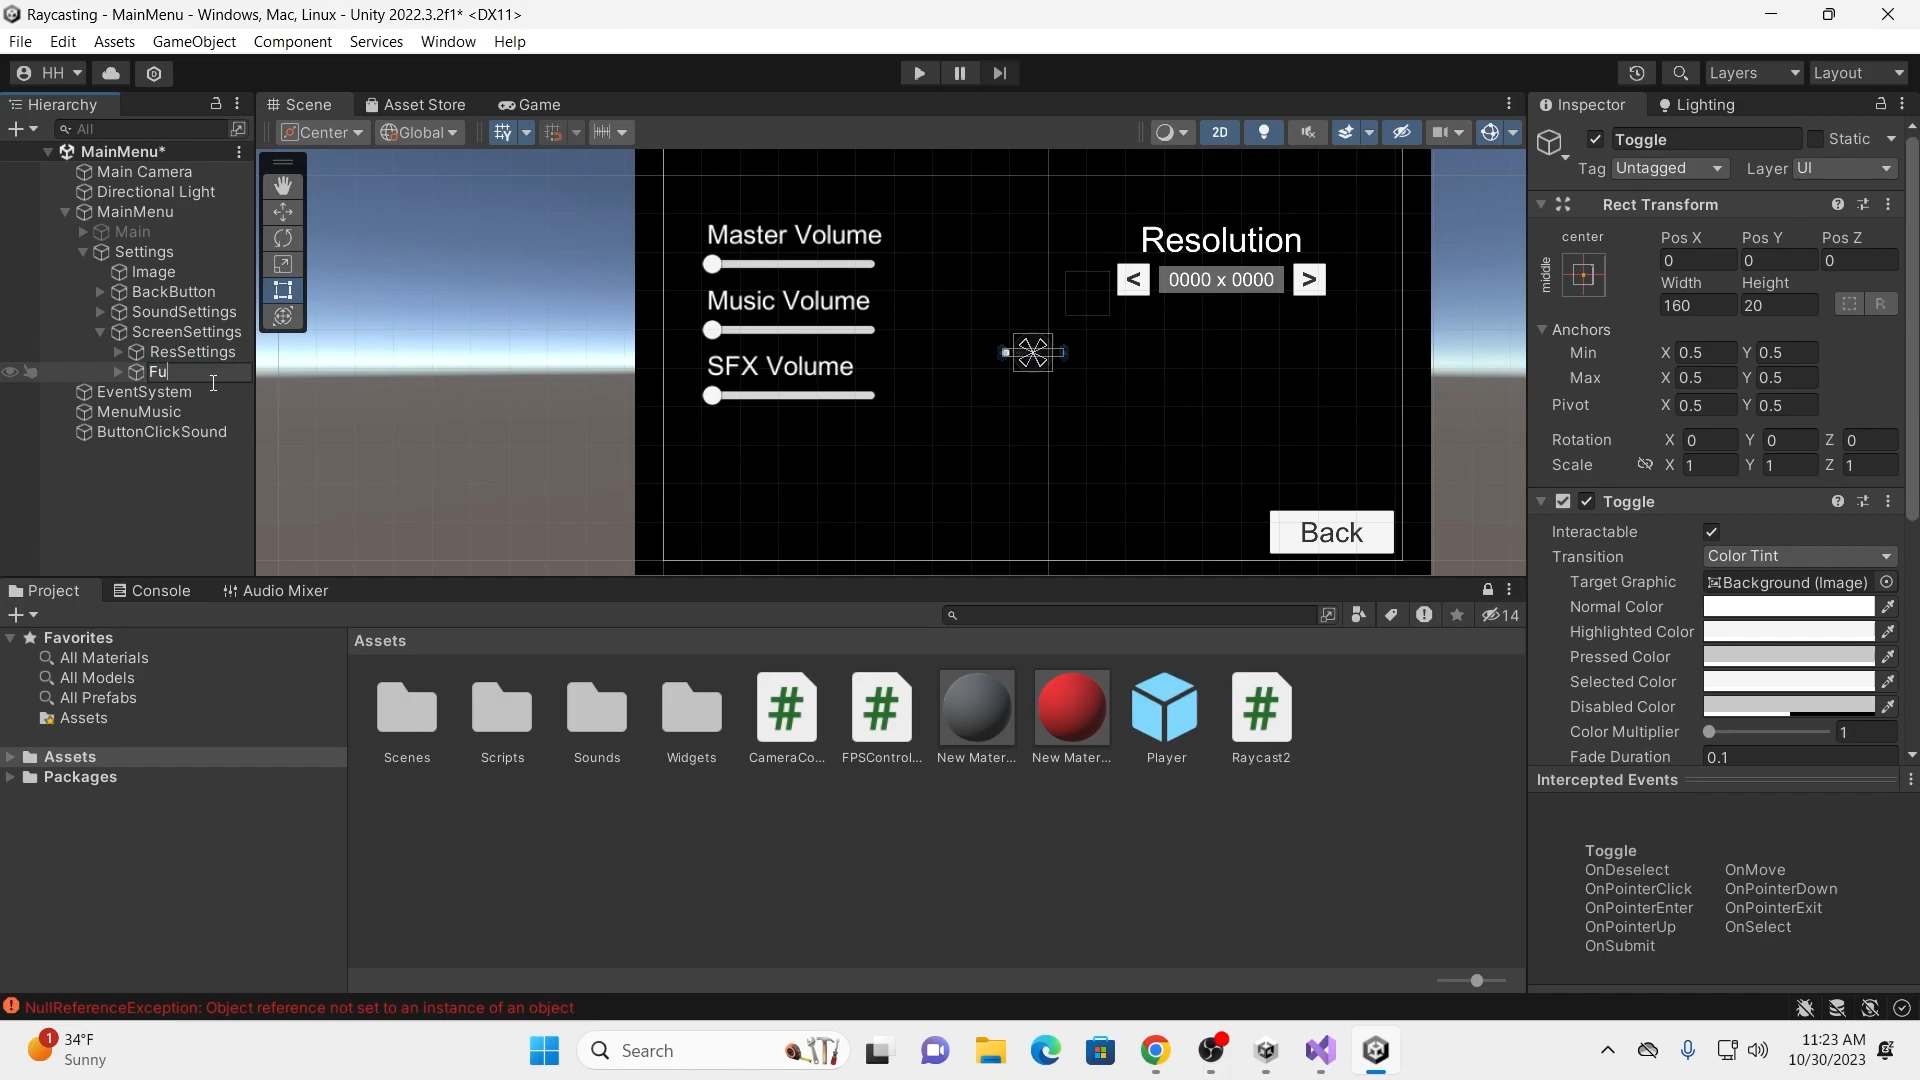 Raycasting - MainMenu - Windows, Mac, Linux - Unity 2022.3.2f1* <DX11>
File Edit Assets GameObject Component Services Window Help
HH Layers Layout
Hierarchy Scene Asset Store Game Inspector Lighting
All Center Global 2D
MainMenu*
Main Camera
Directional Light
MainMenu
Main
Settings
Image
BackButton
SoundSettings
ScreenSettings
ResSettings
Fu
EventSystem
MenuMusic
ButtonClickSound
Master Volume
Music Volume
SFX Volume
Resolution
< 0000 x 0000 >
Back
Toggle Static
Tag Untagged Layer UI
Rect Transform
center Pos X Pos Y Pos Z
middle 0 0 0
Width Height
160 20 R
Anchors
Min X 0.5 Y 0.5
Max X 0.5 Y 0.5
Pivot X 0.5 Y 0.5
Rotation X 0 Y 0 Z 0
Scale X 1 Y 1 Z 1
Toggle
Interactable
Transition Color Tint
Target Graphic Background (Image)
Normal Color
Highlighted Color
Pressed Color
Selected Color
Disabled Color
Color Multiplier 1
Fade Duration 0.1
Intercepted Events
Toggle
OnDeselect OnMove
OnPointerClick OnPointerDown
OnPointerEnter OnPointerExit
OnPointerUp OnSelect
OnSubmit
Project Console Audio Mixer
14
Favorites
All Materials
All Models
All Prefabs
Assets
Assets
Packages
Assets
Scenes Scripts Sounds Widgets CameraCo... FPSControl... New Mater... New Mater... Player Raycast2
NullReferenceException: Object reference not set to an instance of an object
1 34°F
Sunny
Search
11:23 AM
10/30/2023